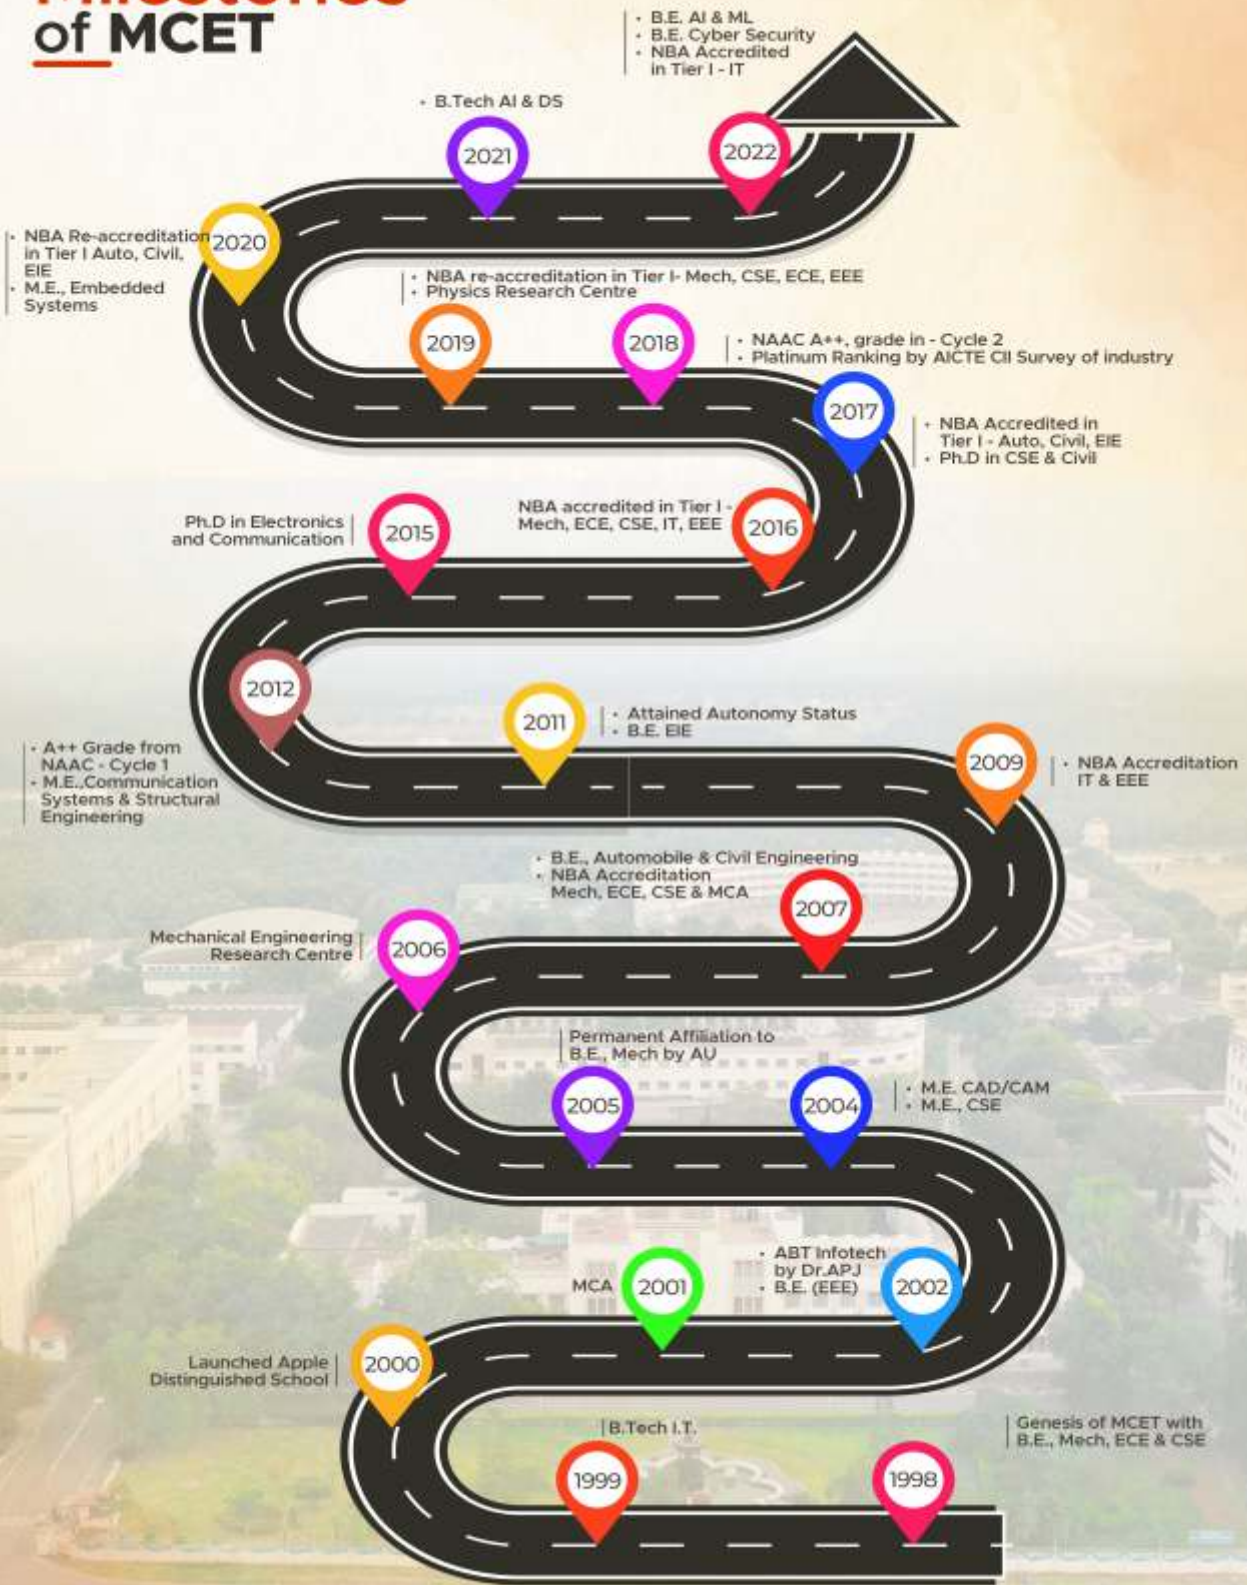 Milestones
of MCET
• B.E. AI & ML
• B.E. Cyber Security
• NBA Accredited
in Tier I - IT
• B.Tech AI & DS
2021
2022
2020
• NBA Re-accreditation
in Tier I Auto, Civil,
EIE
• M.E., Embedded
Systems
• NBA re-accreditation in Tier I- Mech, CSE, ECE, EEE
• Physics Research Centre
2019
2018
• NAAC A++, grade in - Cycle 2
• Platinum Ranking by AICTE CII Survey of industry
2017
• NBA Accredited in
Tier I - Auto, Civil, EIE
• Ph.D in CSE & Civil
Ph.D in Electronics
and Communication
2015
NBA accredited in Tier I -
Mech, ECE, CSE, IT, EEE
2016
2012
• A++ Grade from
NAAC - Cycle 1
• M.E.,Communication
Systems & Structural
Engineering
2011
• Attained Autonomy Status
• B.E. EIE
2009
• NBA Accreditation
IT & EEE
• B.E., Automobile & Civil Engineering
• NBA Accreditation
Mech, ECE, CSE & MCA
2007
Mechanical Engineering
Research Centre
2006
Permanent Affiliation to
B.E., Mech by AU
2005
2004
• M.E. CAD/CAM
• M.E., CSE
MCA
2001
• ABT Infotech
by Dr.APJ
• B.E. (EEE)
2002
Launched Apple
Distinguished School
2000
B.Tech I.T.
1999
1998
Genesis of MCET with
B.E., Mech, ECE & CSE